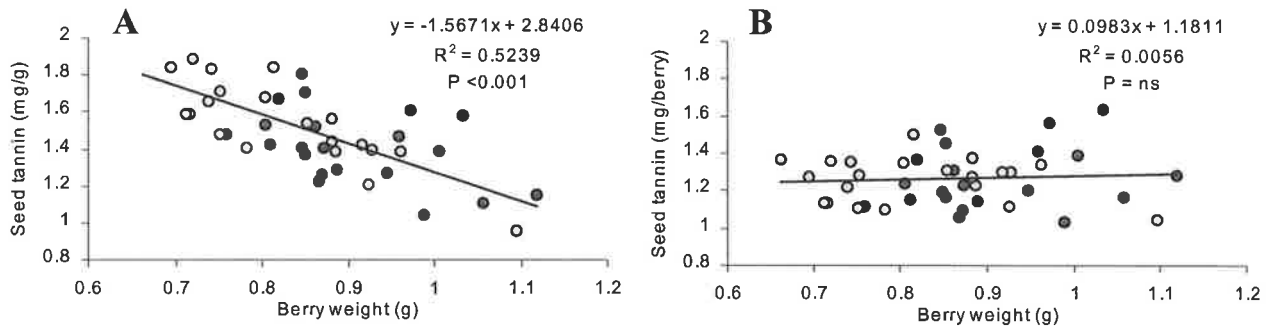 A
y = -1.5671x + 2.8406
R² = 0.5239
P <0.001
Seed tannin (mg/g)
2
1.8
1.6
1.4
1.2
1
0.8
0.6 0.7 0.8 0.9 1 1.1 1.2
Berry weight (g)
B
y = 0.0983x + 1.1811
R² = 0.0056
P = ns
Seed tannin (mg/berry)
2
1.8
1.6
1.4
1.2
1
0.8
0.6 0.7 0.8 0.9 1 1.1 1.2
Berry weight (g)